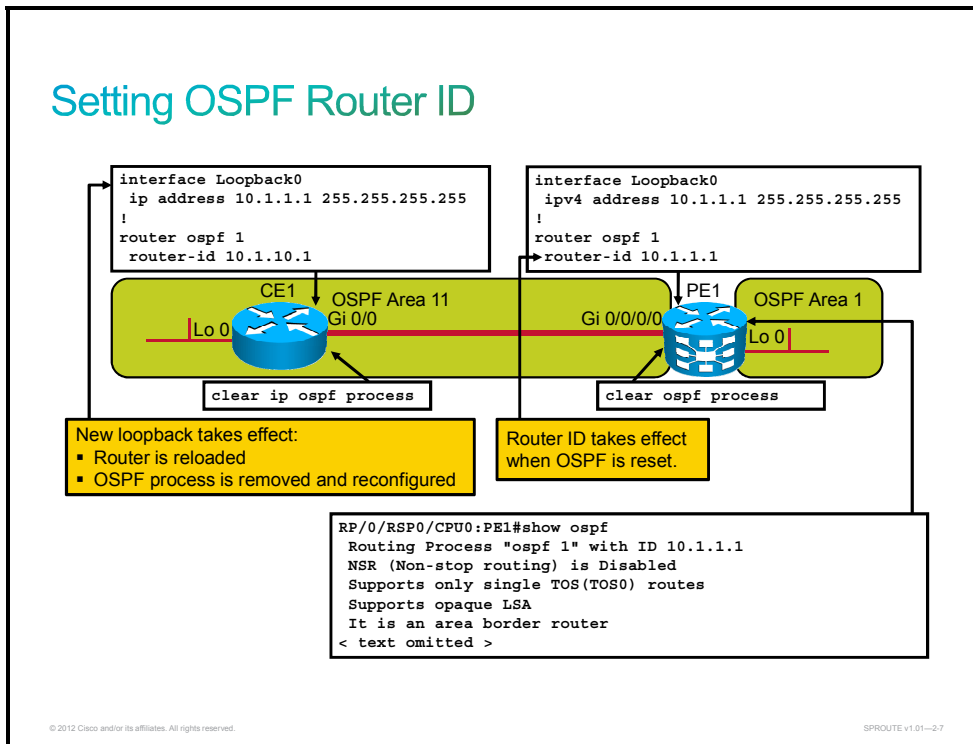 Setting OSPF Router ID
interface Loopback0
ip address 10.1.1.1 255.255.255.255
!
router ospf 1
router-id 10.1.10.1
interface Loopback0
ipv4 address 10.1.1.1 255.255.255.255
!
router ospf 1
router-id 10.1.1.1
CE1
OSPF Area 11
PE1
OSPF Area 1
Gi 0/0
Gi 0/0/0/0
Lo 0
Lo 0
clear ip ospf process
clear ospf process
New loopback takes effect:
▪ Router is reloaded
▪ OSPF process is removed and reconfigured
Router ID takes effect
when OSPF is reset.
RP/0/RSP0/CPU0:PE1#show ospf
Routing Process "ospf 1" with ID 10.1.1.1
NSR (Non-stop routing) is Disabled
Supports only single TOS(TOS0) routes
Supports opaque LSA
It is an area border router
< text omitted >
© 2012 Cisco and/or its affiliates. All rights reserved.
SPROUTE v1.01—2-7